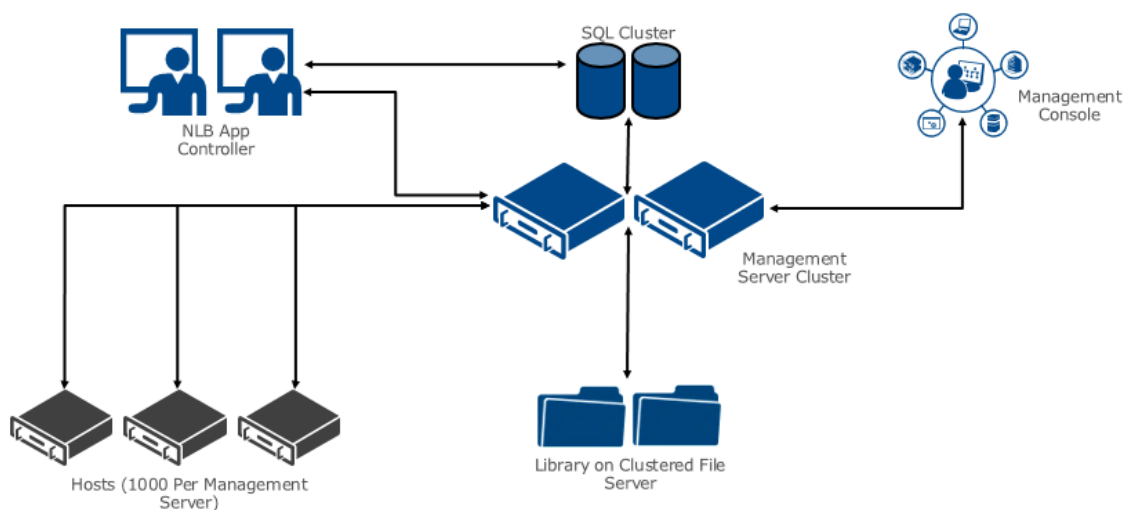 SQL Cluster
NLB App
Controller
Management
Console
Management
Server Cluster
Library on Clustered File
Server
Hosts (1000 Per Management
Server)